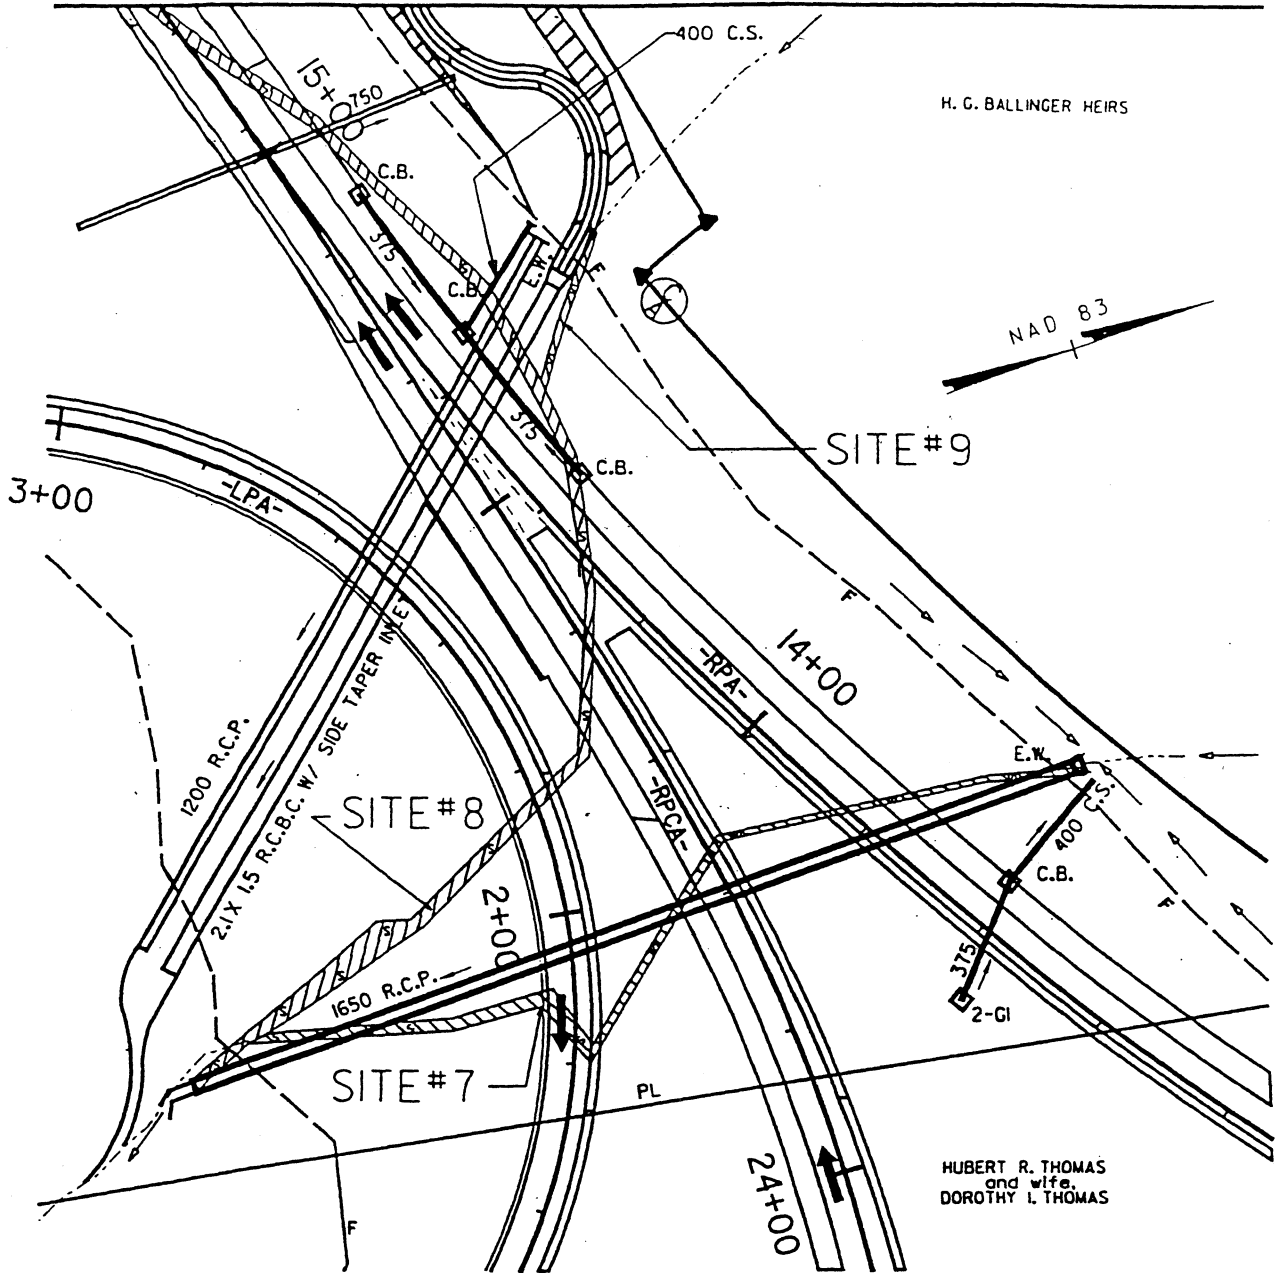 400 C.S.
H. G. BALLINGER HEIRS
15+00
750
C.B.
375
C.B.
E.W.
F
C
A
NAD 83
375
C.B.
SITE#9
3+00
-LPA-
S
F
14+00
-RPA-
1200 R.C.P.
2.1 X 1.5 R.C.B.C. W/ SIDE TAPER INLET
S
E.W.
SITE#8
-RPCA-
400 C.S.
C.B.
S
F
2+00
S
375
S
1650 R.C.P.
2-GI
S
S
SITE#7
PL
24+00
HUBERT R. THOMAS
and wife,
DOROTHY I. THOMAS
F